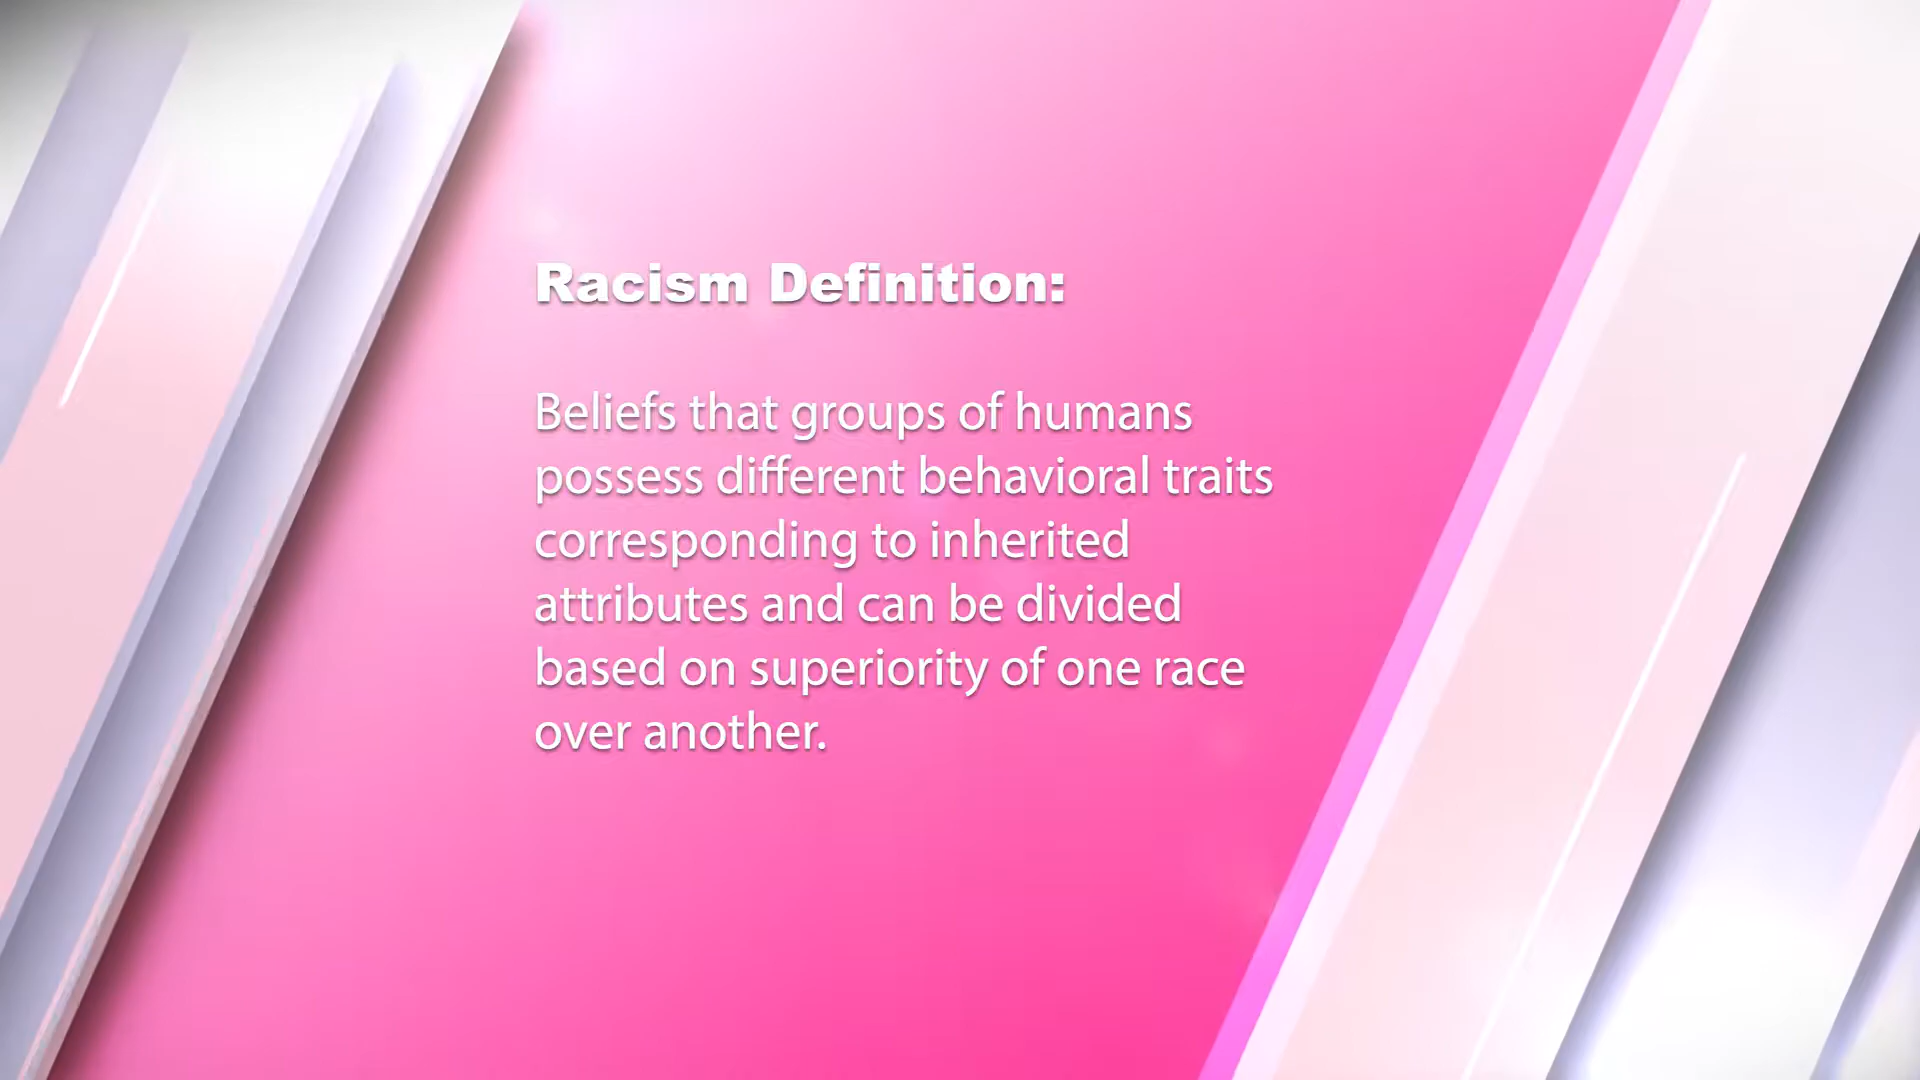 Racism Definition:
Beliefs that groups of humans
possess different behavioral traits
corresponding to inherited
attributes and can be divided
based on superiority of one race
over another.